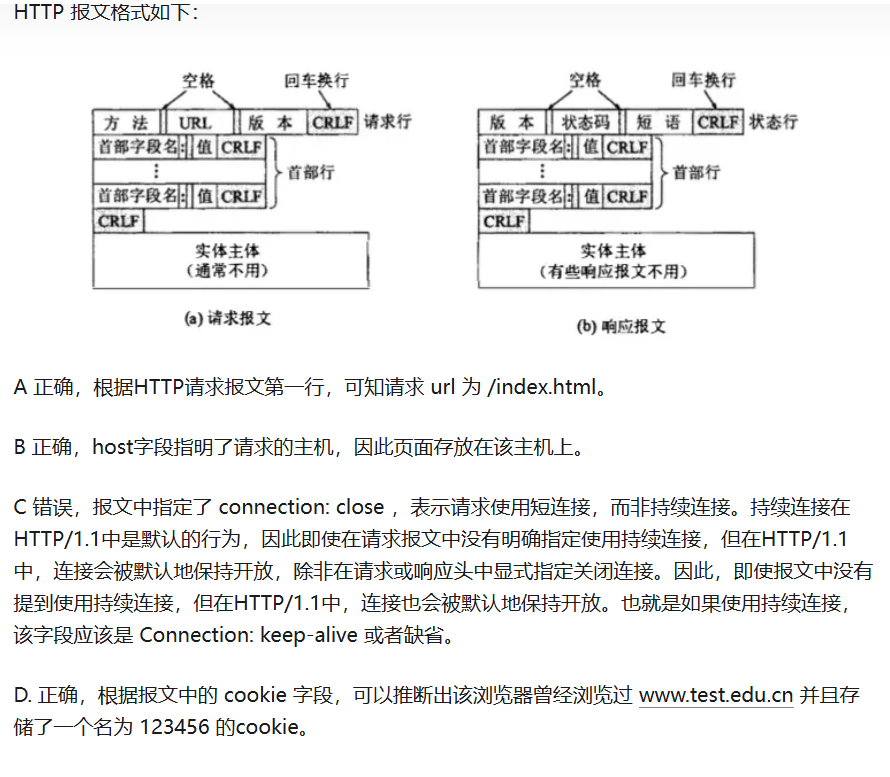 HTTP 报文格式如下：
空格 回车换行
方 法 URL 版 本 CRLF 请求行
首部字段名: 值 CRLF
⋮ 首部行
首部字段名: 值 CRLF
CRLF
实体主体
（通常不用）
(a) 请求报文
空格 回车换行
版 本 状态码 短 语 CRLF 状态行
首部字段名: 值 CRLF
⋮ 首部行
首部字段名: 值 CRLF
CRLF
实体主体
（有些响应报文不用）
(b) 响应报文
A 正确，根据HTTP请求报文第一行，可知请求 url 为 /index.html。
B 正确，host字段指明了请求的主机，因此页面存放在该主机上。
C 错误，报文中指定了 connection: close ，表示请求使用短连接，而非持续连接。持续连接在
HTTP/1.1中是默认的行为，因此即使在请求报文中没有明确指定使用持续连接，但在HTTP/1.1
中，连接会被默认地保持开放，除非在请求或响应头中显式指定关闭连接。因此，即使报文中没有
提到使用持续连接，但在HTTP/1.1中，连接也会被默认地保持开放。也就是如果使用持续连接，
该字段应该是 Connection: keep-alive 或者缺省。
D. 正确，根据报文中的 cookie 字段，可以推断出该浏览器曾经浏览过 www.test.edu.cn 并且存
储了一个名为 123456 的cookie。